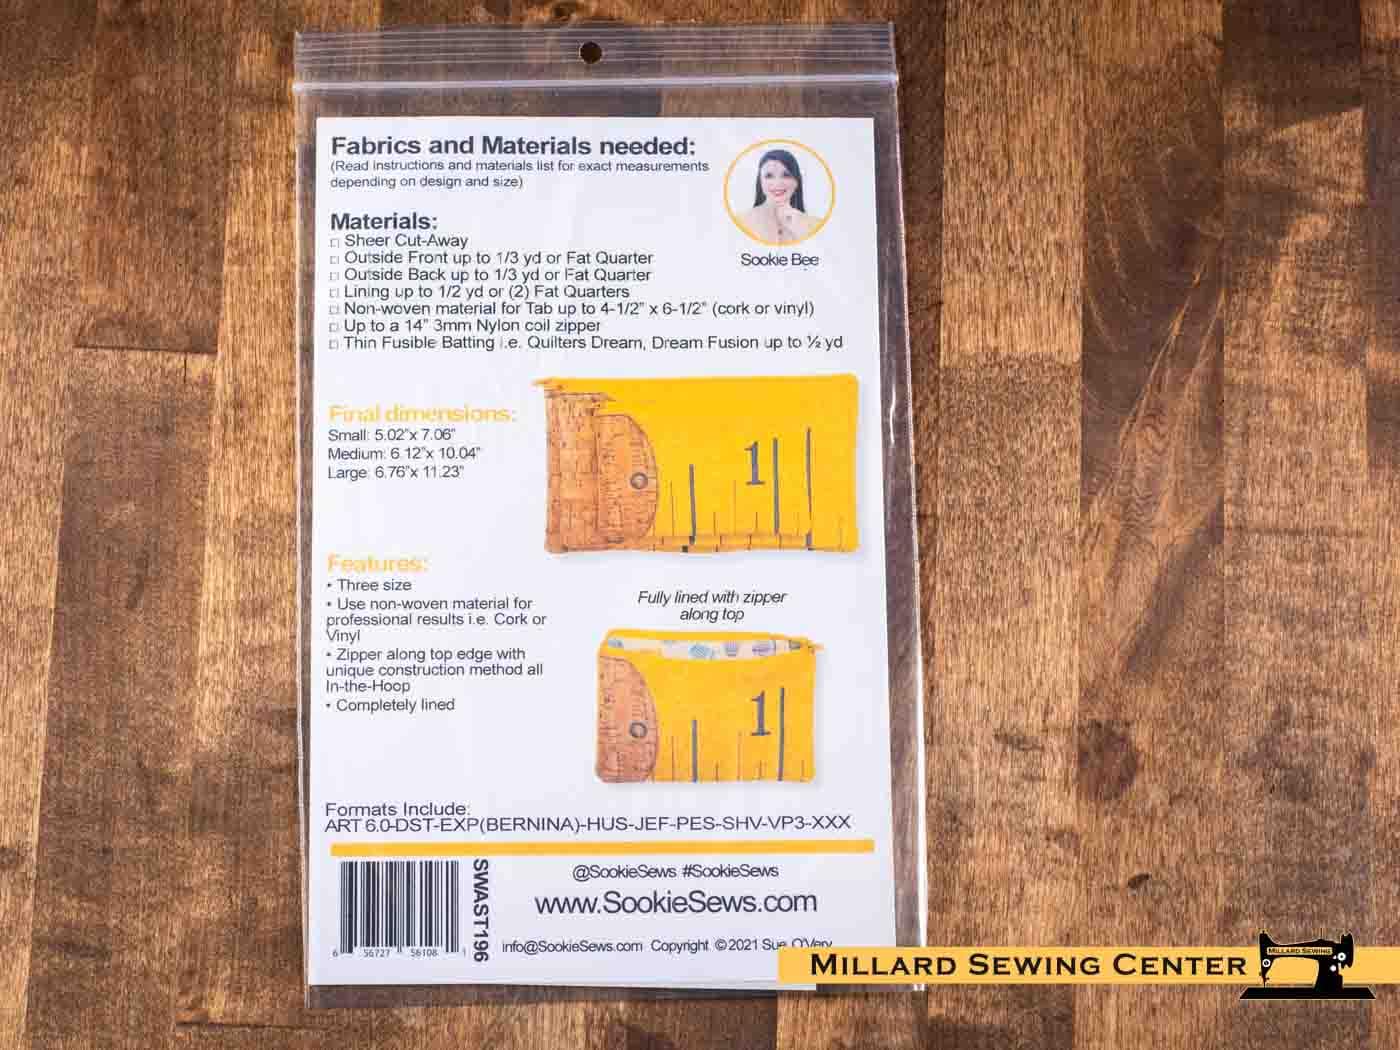 Fabrics and Materials needed:
(Read instructions and materials list for exact measurements
depending on design and size)
Sookie Bee
Materials:
□ Sheer Cut-Away
□ Outside Front up to 1/3 yd or Fat Quarter
□ Outside Back up to 1/3 yd or Fat Quarter
□ Lining up to 1/2 yd or (2) Fat Quarters
□ Non-woven material for Tab up to 4-1/2" x 6-1/2" (cork or vinyl)
□ Up to a 14" 3mm Nylon coil zipper
□ Thin Fusible Batting i.e. Quilters Dream, Dream Fusion up to ½ yd
Final dimensions:
Small: 5.02"x 7.06"
Medium: 6.12"x 10.04"
Large: 6.76"x 11.23"
1
Features:
• Three size
• Use non-woven material for
professional results i.e. Cork or
Vinyl
• Zipper along top edge with
unique construction method all
In-the-Hoop
• Completely lined
Fully lined with zipper
along top
1
Formats Include:
ART 6.0-DST-EXP(BERNINA)-HUS-JEF-PES-SHV-VP3-XXX
6 56727 56108 1
SWAST196
@SookieSews #SookieSews
www.SookieSews.com
info@SookieSews.com Copyright ©2021 Sue O'Very
MILLARD SEWING CENTER
MILLARD SEWING